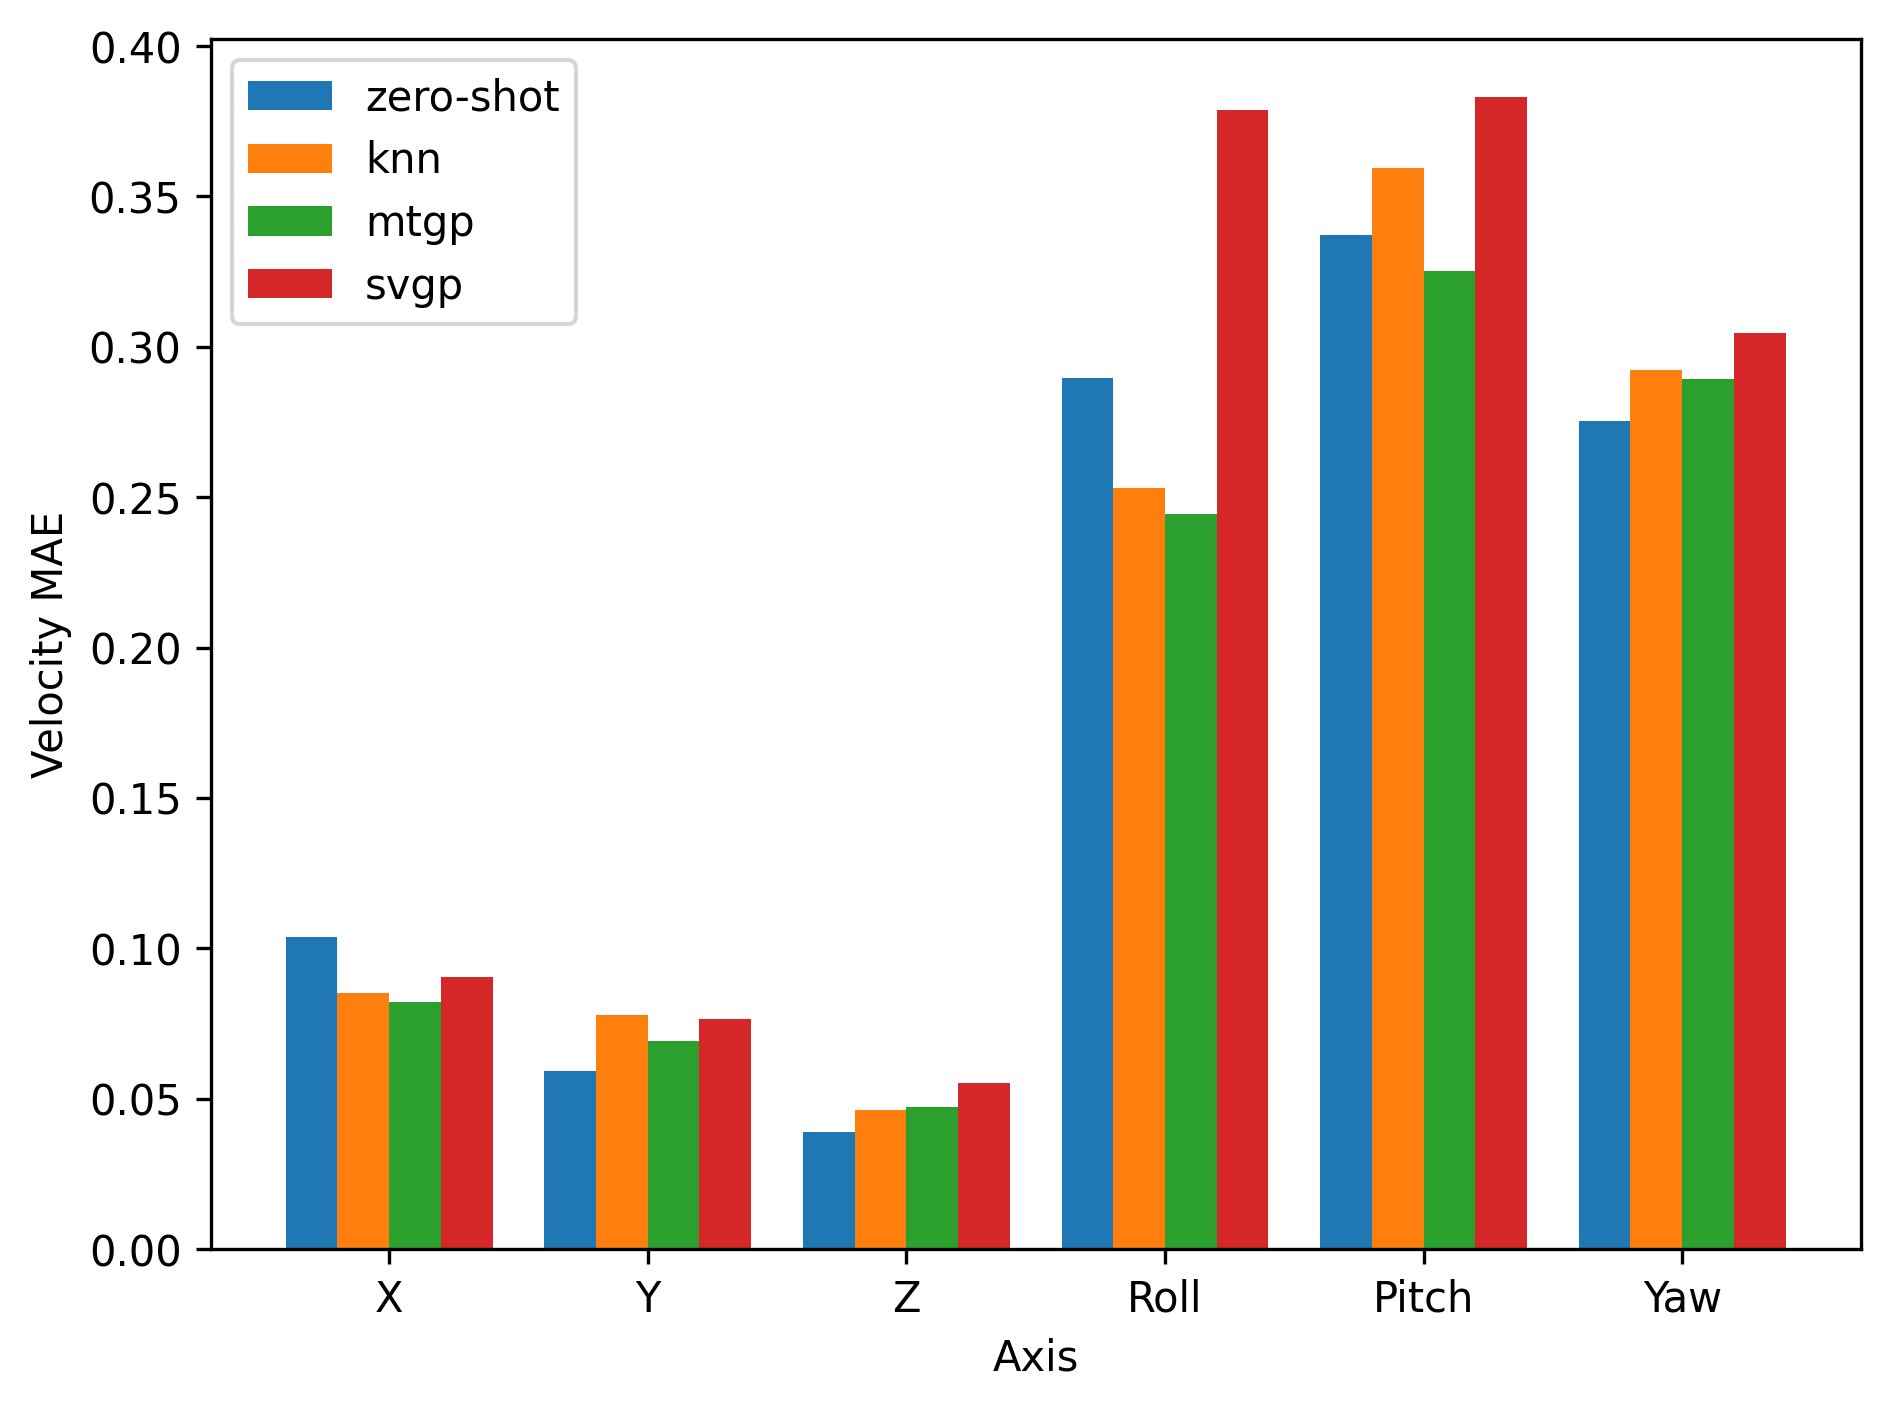 0.40
0.35
0.30
0.25
0.20
0.15
0.10
0.05
0.00
Velocity MAE
zero-shot
knn
mtgp
svgp
X
Y
Z
Roll
Pitch
Yaw
Axis